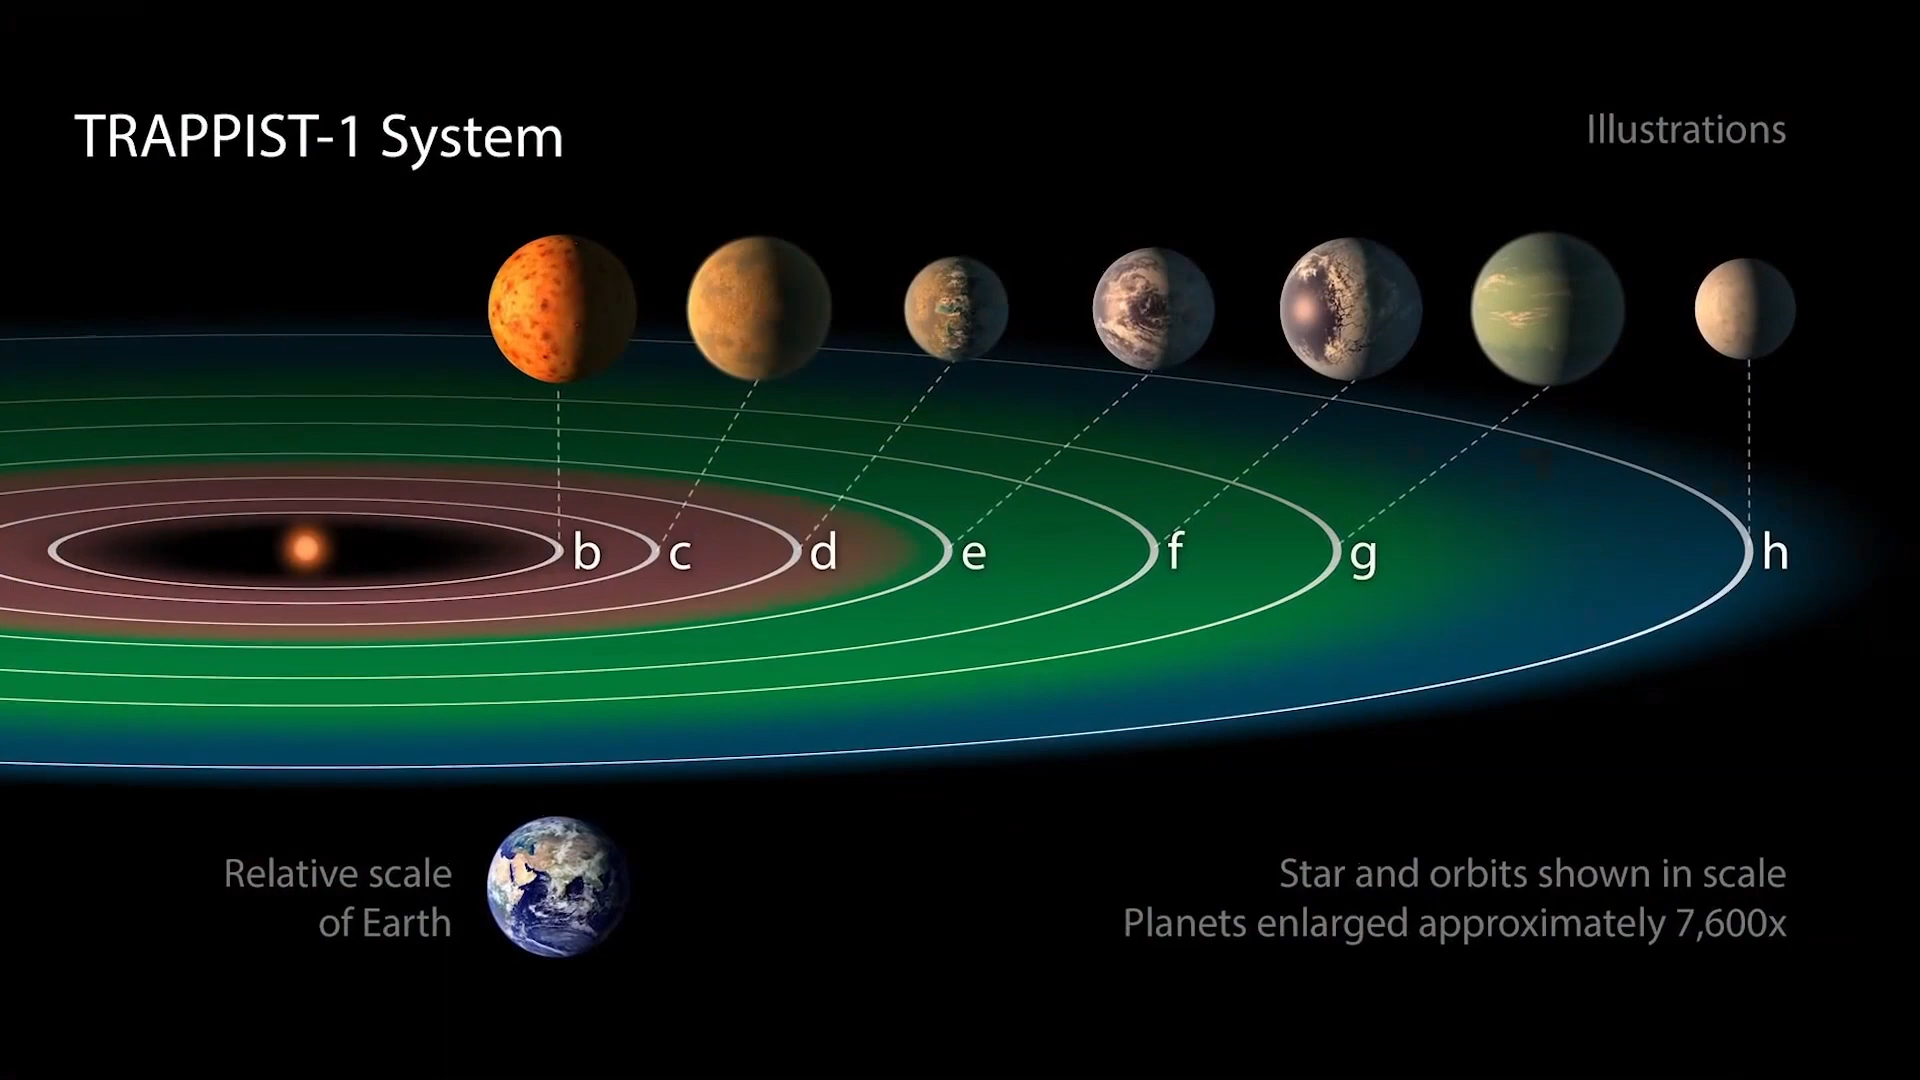 TRAPPIST-1 System
Illustrations
b
c
d
e
f
g
h
Relative scale
of Earth
Star and orbits shown in scale
Planets enlarged approximately 7,600x